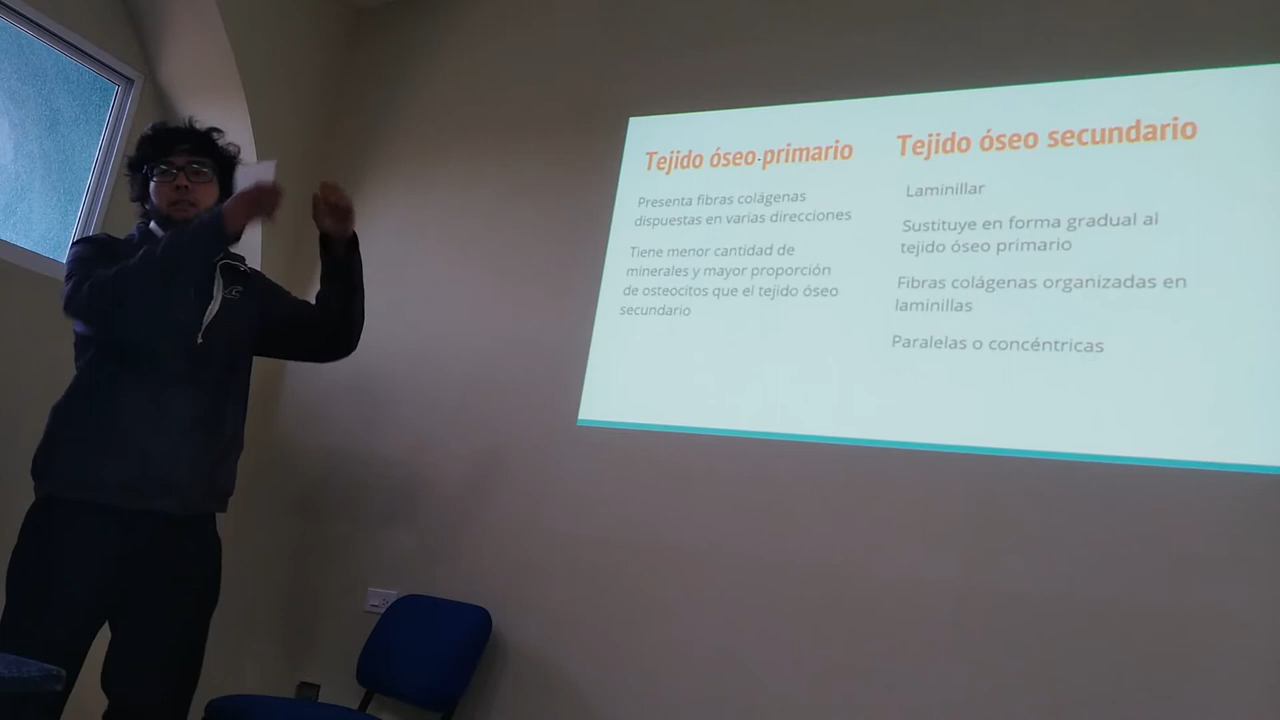 Tejido óseo primario
Presenta fibras colágenas
dispuestas en varias direcciones
Tiene menor cantidad de
minerales y mayor proporción
de osteocitos que el tejido óseo
secundario
Tejido óseo secundario
Laminillar
Sustituye en forma gradual al
tejido óseo primario
Fibras colágenas organizadas en
laminillas
Paralelas o concéntricas